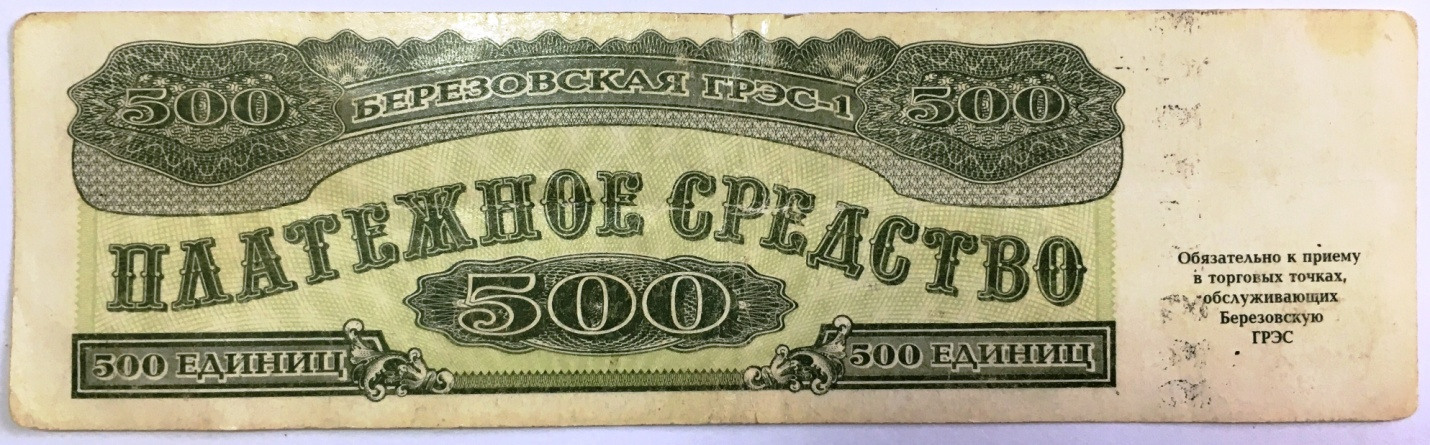 500
БЕРЕЗОВСКАЯ ГРЭС-1
500
ПЛАТЕЖНОЕ СРЕДСТВО
500
500 ЕДИНИЦ
500 ЕДИНИЦ
Обязательно к приему
в торговых точках,
обслуживающих
Березовскую
ГРЭС